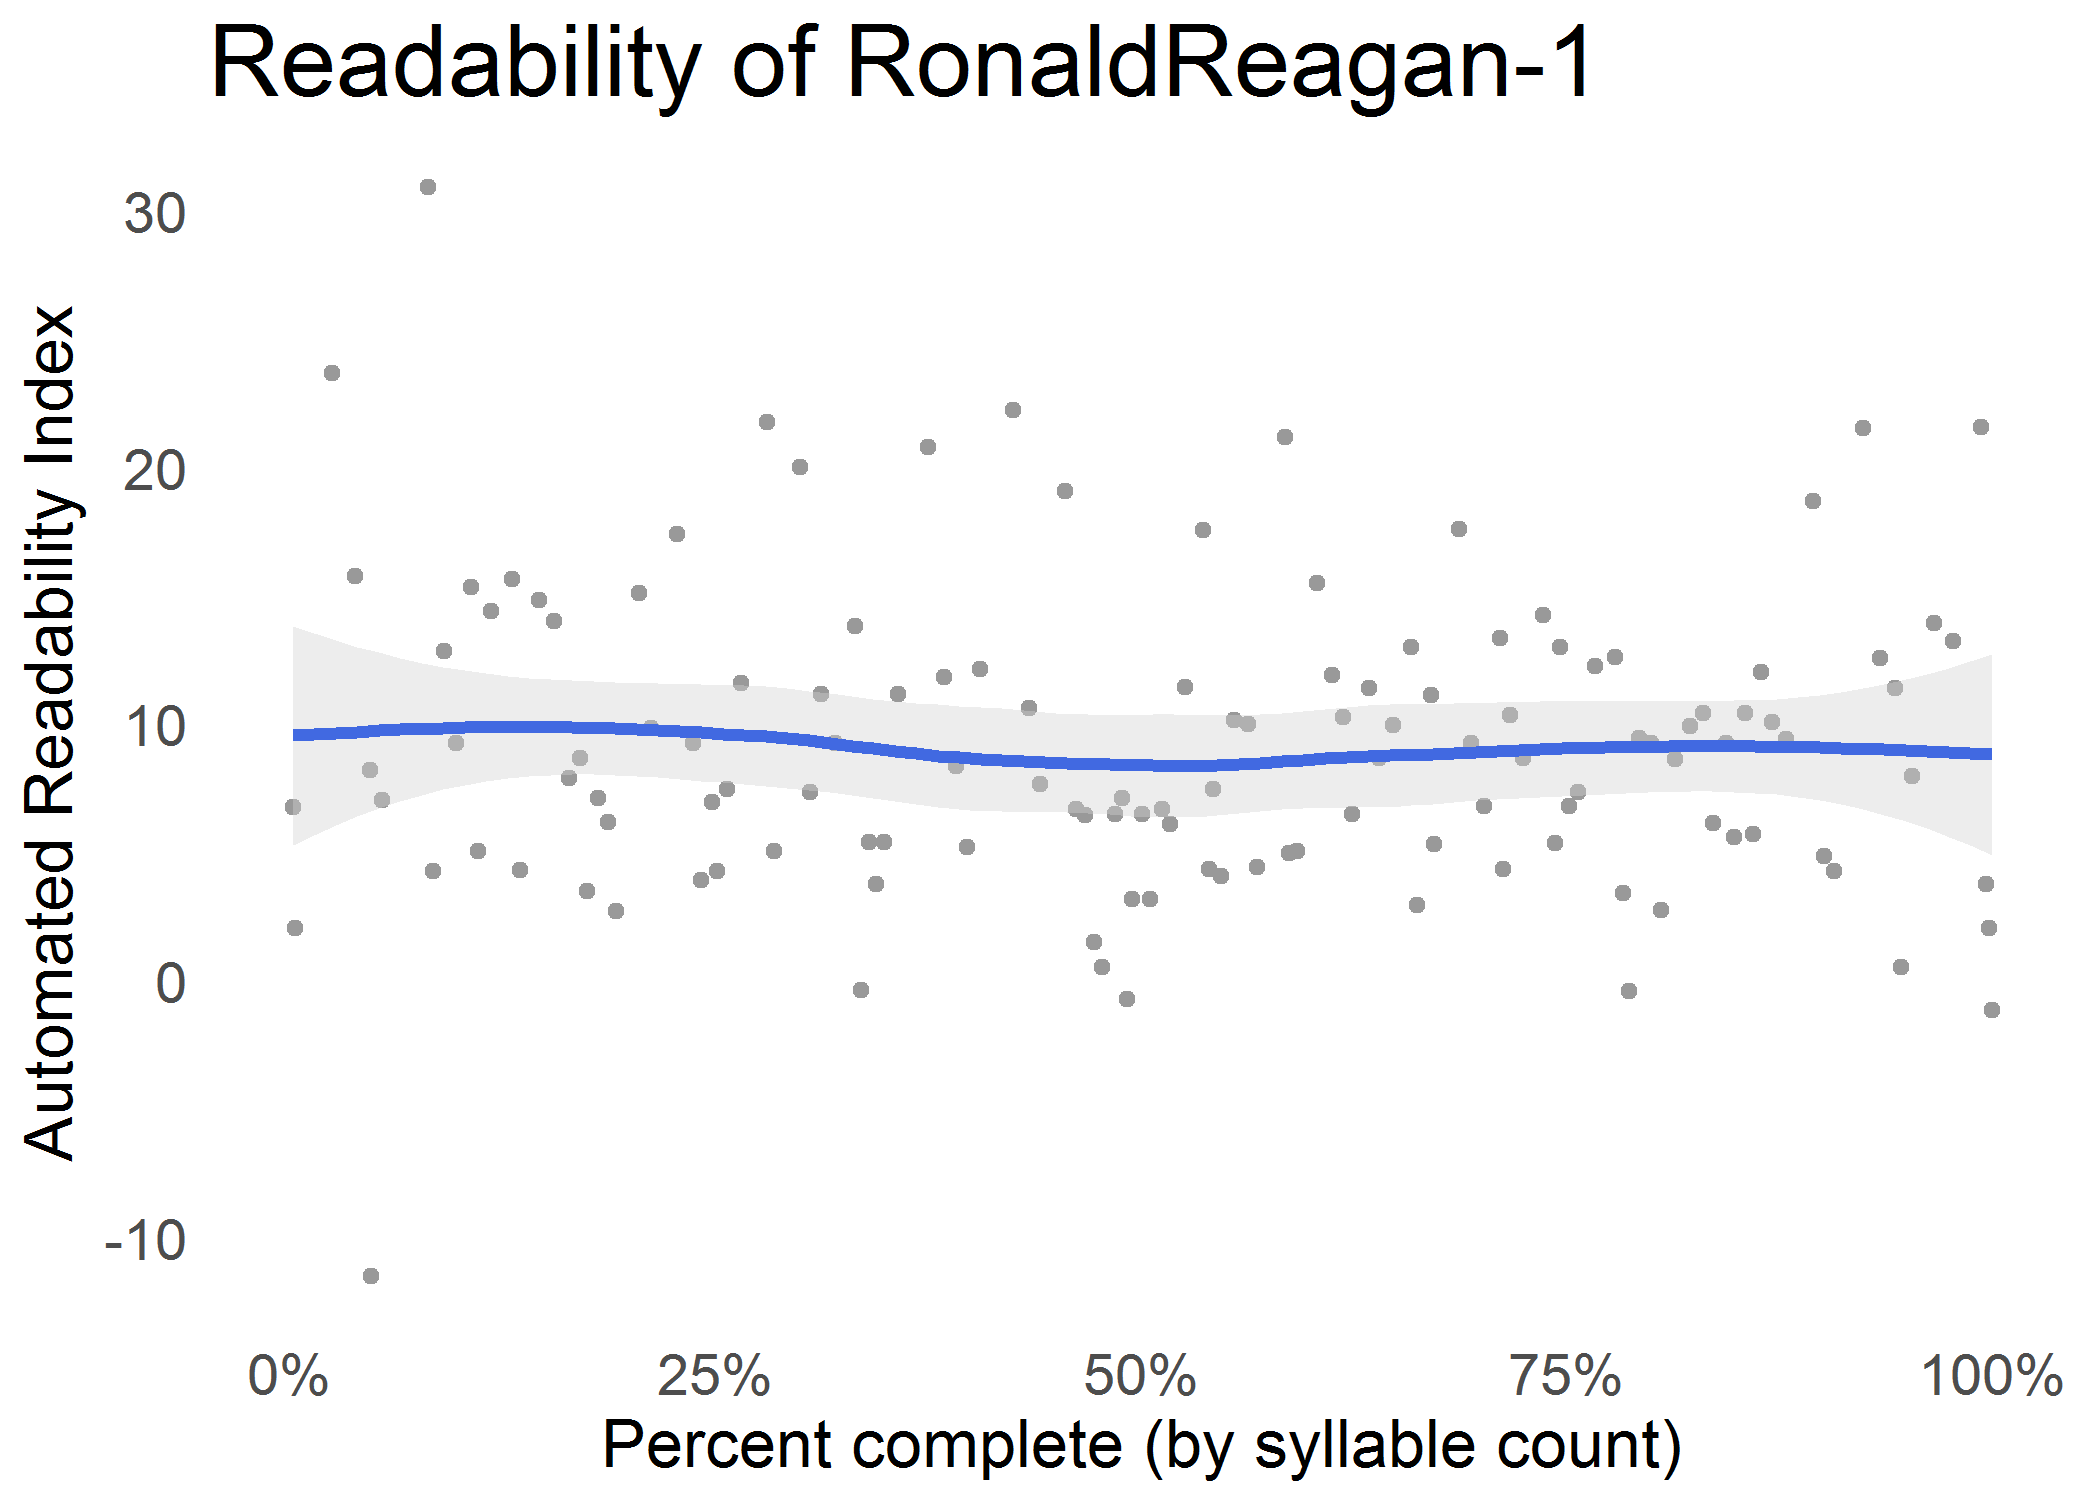 Readability of RonaldReagan-1
Automated Readability Index
30
20
10
0
-10
0% 25% 50% 75% 100%
Percent complete (by syllable count)